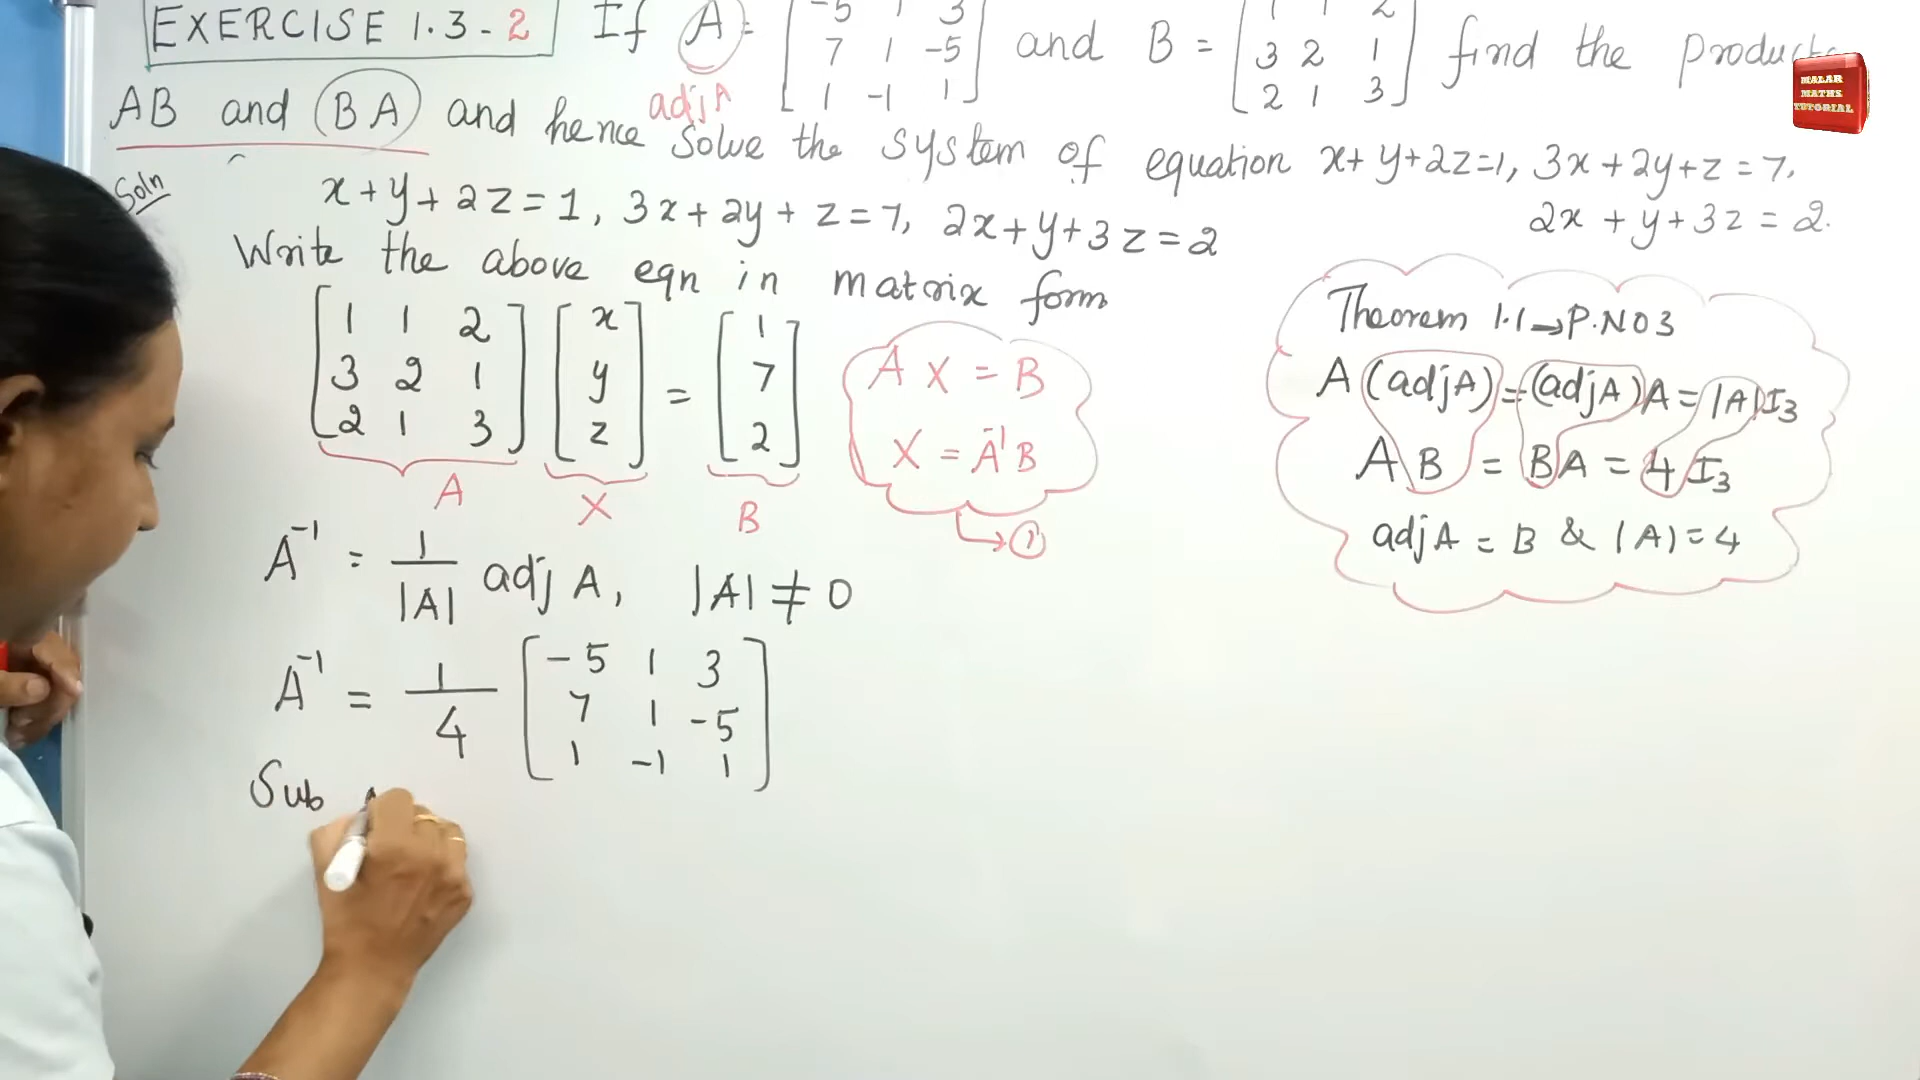 EXERCISE 1.3-2 If A = [-5 1 3; 7 1 -5; 1 -1 1] and B = [1 1 2; 3 2 1; 2 1 3] find the products
AB and BA and hence solve the system of equation x+y+2z=1, 3x+2y+z=7,
adj A
2x+y+3z=2.
MALAR
MATHS
TUTORIAL
Soln
x+y+2z=1, 3x+2y+z=7, 2x+y+3z=2
Write the above eqn in matrix form
[1 1 2; 3 2 1; 2 1 3] [x; y; z] = [1; 7; 2]
A X B
AX = B
X = A⁻¹B
→ ①
A⁻¹ = 1/|A| adj A, |A| ≠ 0
A⁻¹ = 1/4 [-5 1 3; 7 1 -5; 1 -1 1]
Sub
Theorem 1.1→P.NO3
A(adjA)=(adjA)A=|A|I₃
AB = BA = 4I₃
adjA = B & |A|=4